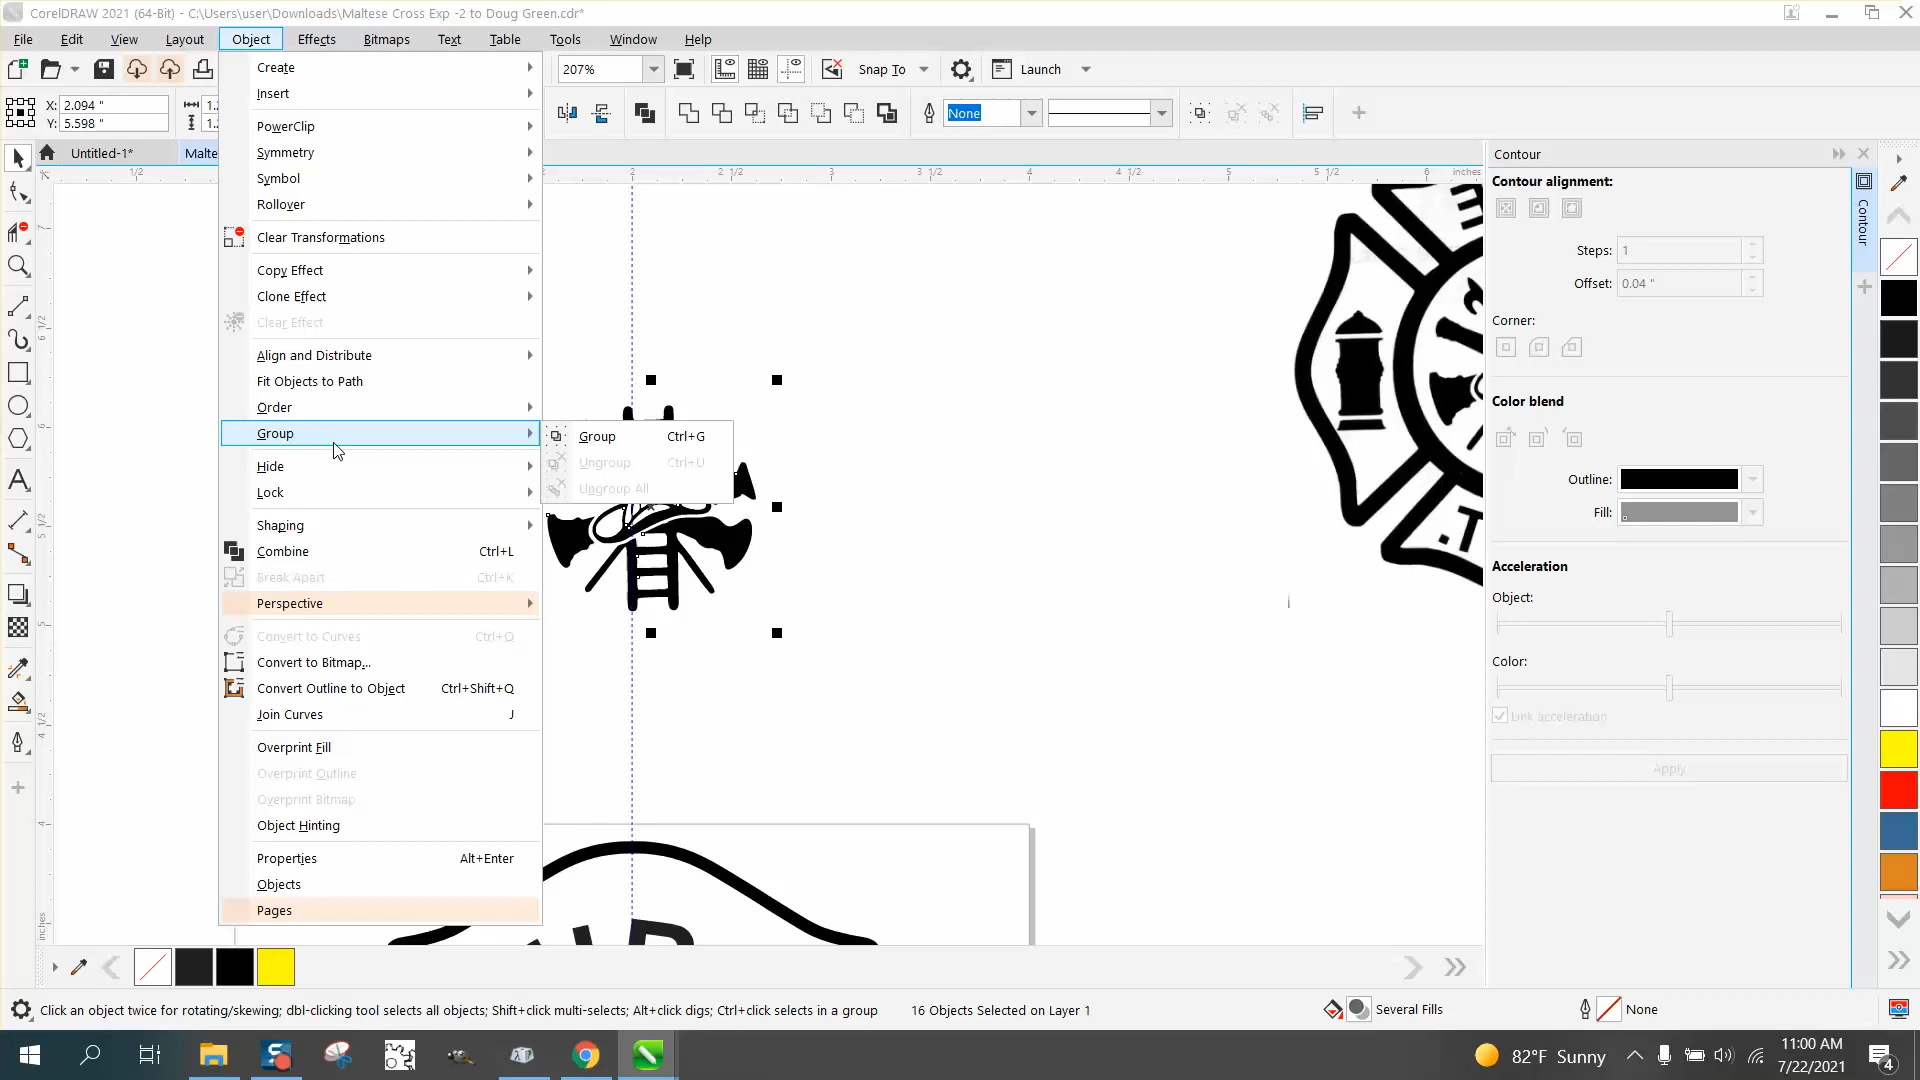 CorelDRAW 2021 (64-Bit) - C:\Users\user\Downloads\Maltese Cross Exp -2 to Doug Green.cdr*
File Edit View Layout Object Effects Bitmaps Text Table Tools Window Help
207% Snap To Launch
X: 2.094 "
Y: 5.598 "
None
Untitled-1* Malte
Create
Insert
PowerClip
Symmetry
Symbol
Rollover
Clear Transformations
Copy Effect
Clone Effect
Clear Effect
Align and Distribute
Fit Objects to Path
Order
Group
Hide
Lock
Shaping
Combine Ctrl+L
Break Apart Ctrl+K
Perspective
Convert to Curves Ctrl+Q
Convert to Bitmap...
Convert Outline to Object Ctrl+Shift+Q
Join Curves J
Overprint Fill
Overprint Outline
Overprint Bitmap
Object Hinting
Properties Alt+Enter
Objects
Pages
Group Ctrl+G
Ungroup Ctrl+U
Ungroup All
1/2 2 2 1/2 3 3 1/2 4 4 1/2 5 5 1/2 6 inches
Contour
Contour alignment:
Steps: 1
Offset: 0.04 "
Corner:
Color blend
Outline:
Fill:
Acceleration
Object:
Color:
Link acceleration
Apply
Contour
Click an object twice for rotating/skewing; dbl-clicking tool selects all objects; Shift+click multi-selects; Alt+click digs; Ctrl+click selects in a group
16 Objects Selected on Layer 1
Several Fills
None
82°F Sunny
11:00 AM
7/22/2021
4